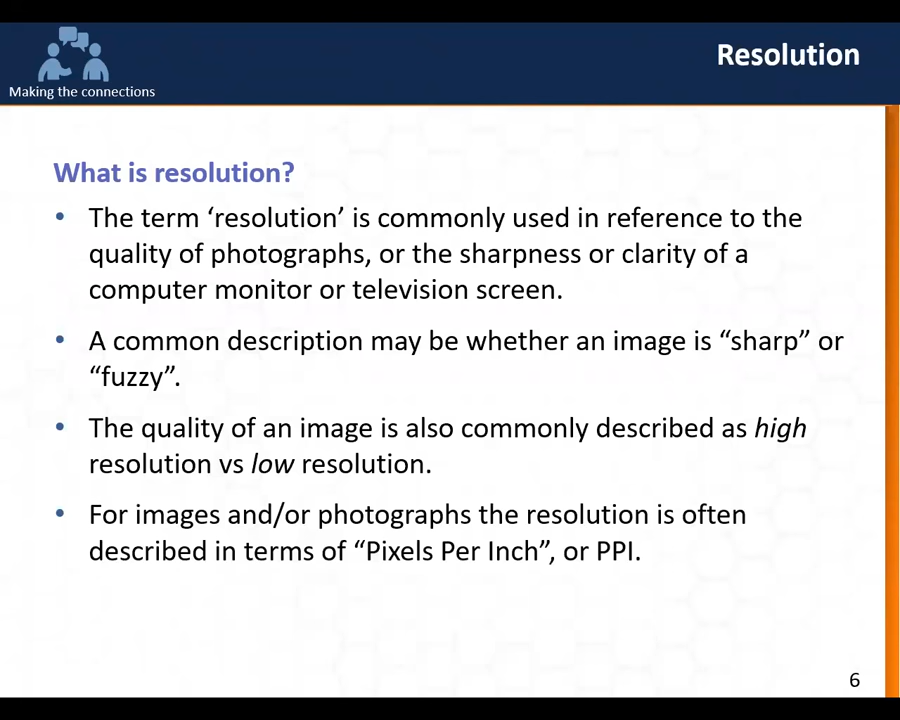 Resolution
Making the connections
What is resolution?
• The term ‘resolution’ is commonly used in reference to the
quality of photographs, or the sharpness or clarity of a
computer monitor or television screen.
• A common description may be whether an image is “sharp” or
“fuzzy”.
• The quality of an image is also commonly described as high
resolution vs low resolution.
• For images and/or photographs the resolution is often
described in terms of “Pixels Per Inch”, or PPI.
6